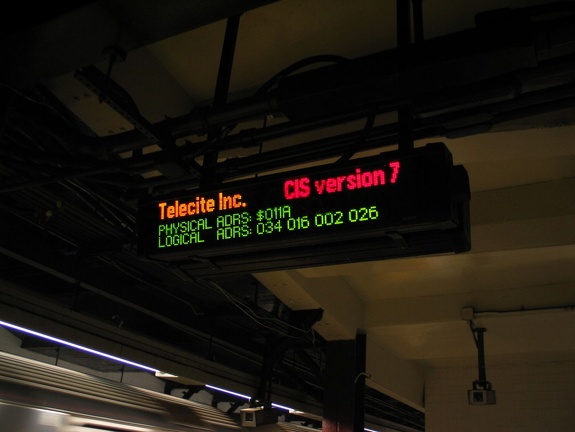 Telecite Inc. CIS version 7
PHYSICAL ADRS: $011A
LOGICAL ADRS: 034 016 002 026